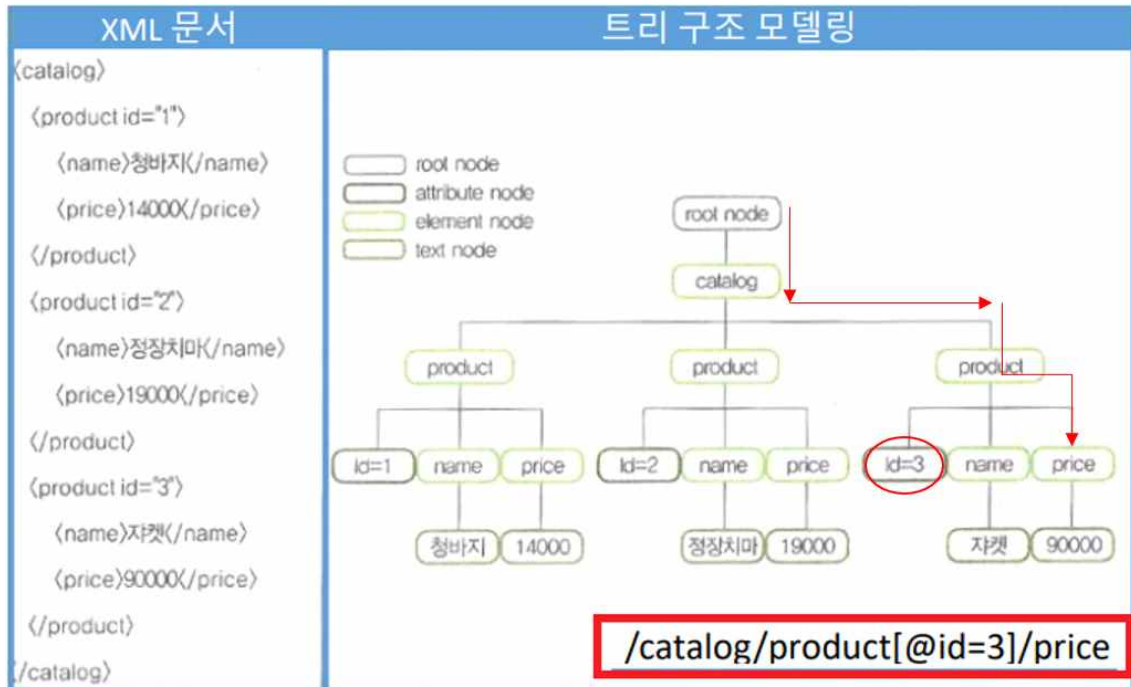 XML 문서
<catalog>
<product id="1">
<name>청바지</name>
<price>14000</price>
</product>
<product id="2">
<name>정장치마</name>
<price>19000</price>
</product>
<product id="3">
<name>쟈켓</name>
<price>90000</price>
</product>
</catalog>
트리 구조 모델링
root node
attribute node
element node
text node
root node
catalog
product product product
id=1 name price id=2 name price id=3 name price
청바지 14000 정장치마 19000 쟈켓 90000
/catalog/product[@id=3]/price